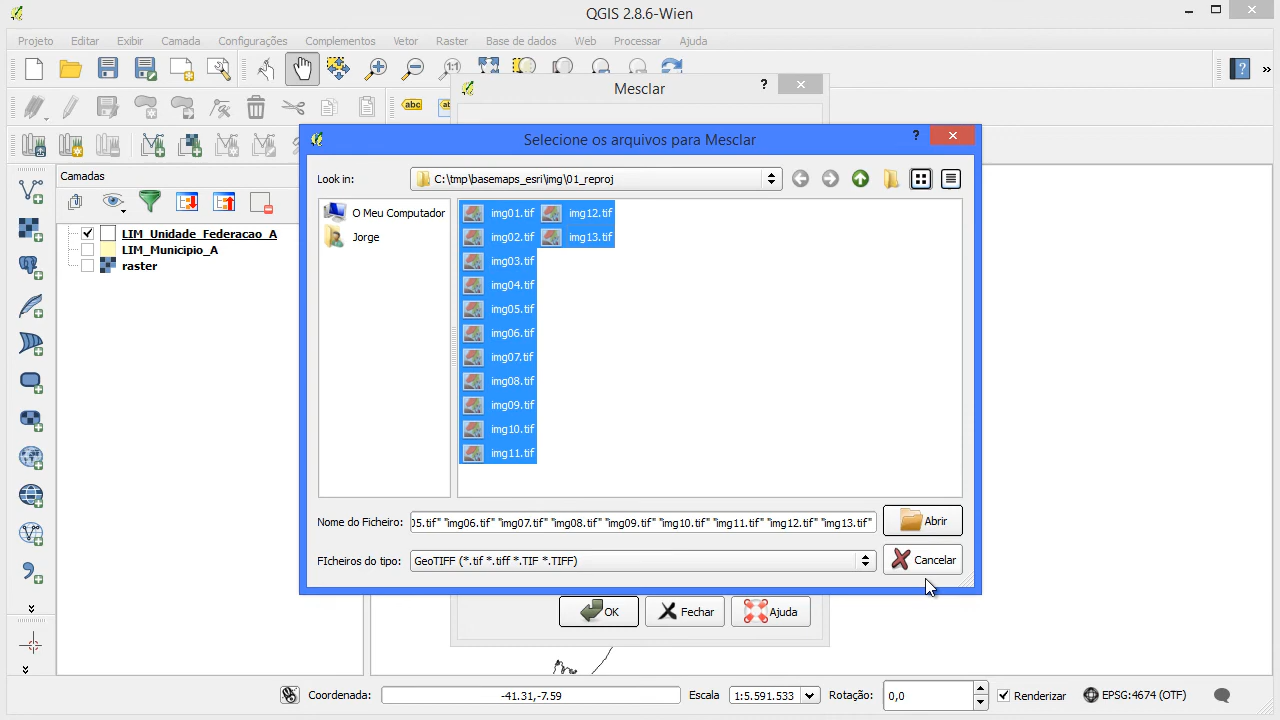 QGIS 2.8.6-Wien
Projeto Editar Exibir Camada Configurações Complementos Vetor Raster Base de dados Web Processar Ajuda
Mesclar
Selecione os arquivos para Mesclar
Camadas
Look in: C:\tmp\basemaps_esri\img\01_reproj
O Meu Computador
Jorge
img01.tif img12.tif
img02.tif img13.tif
img03.tif
img04.tif
img05.tif
img06.tif
img07.tif
img08.tif
img09.tif
img10.tif
img11.tif
LIM_Unidade_Federacao_A
LIM_Municipio_A
raster
Nome do Ficheiro: 05.tif" "img06.tif" "img07.tif" "img08.tif" "img09.tif" "img10.tif" "img11.tif" "img12.tif" "img13.tif"
Abrir
FIcheiros do tipo: GeoTIFF (*.tif *.tiff *.TIF *.TIFF)
Cancelar
OK Fechar Ajuda
Coordenada: -41.31,-7.59 Escala 1:5.591.533 Rotação: 0,0 Renderizar EPSG:4674 (OTF)